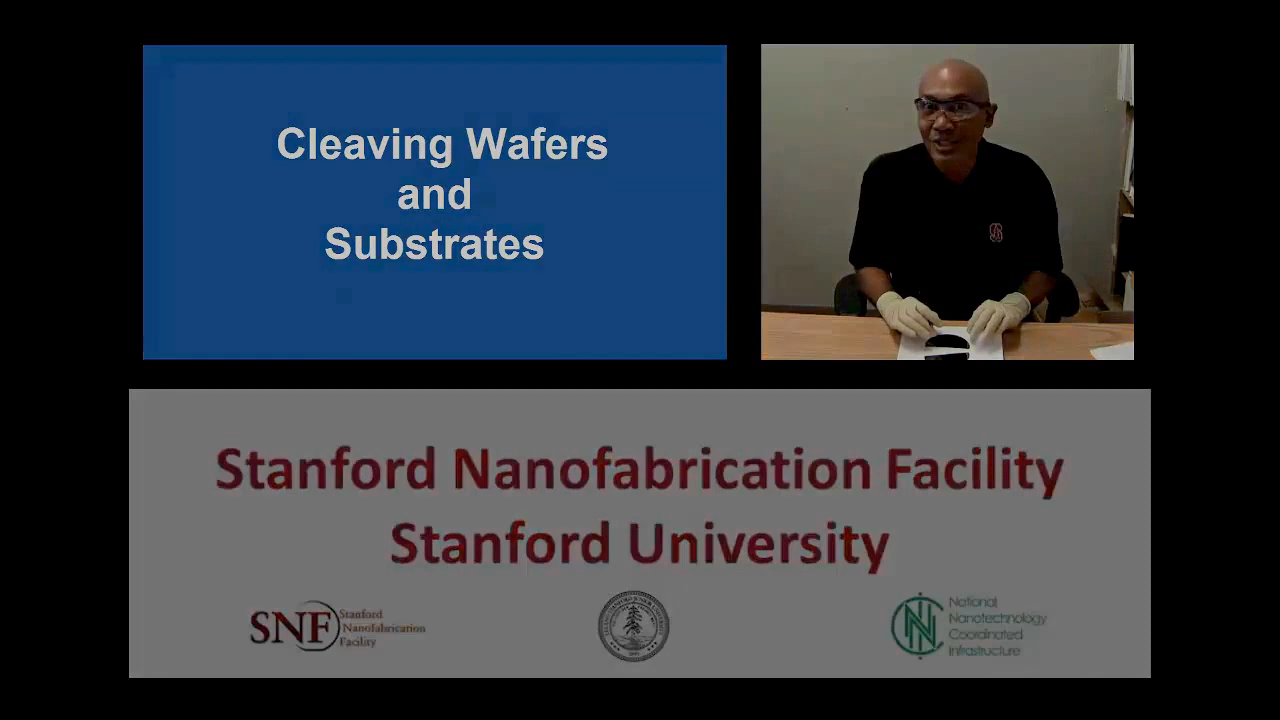 Cleaving Wafers
and
Substrates
Stanford Nanofabrication Facility
Stanford University
SNF
Stanford
Nanofabrication
Facility
National
Nanotechnology
Coordinated
Infrastructure